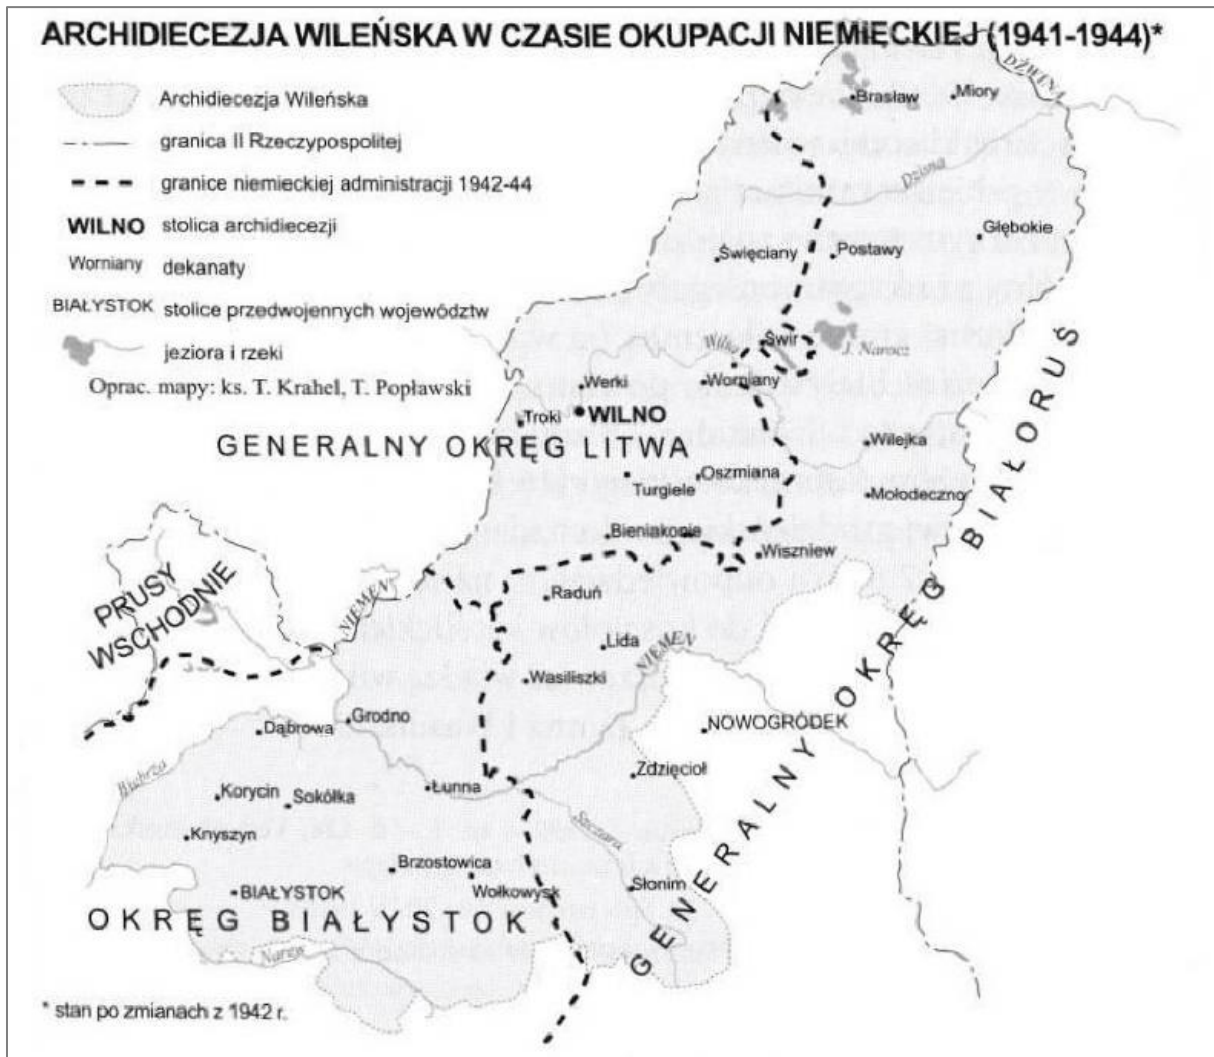 ARCHIDIECEZJA WILEŃSKA W CZASIE OKUPACJI NIEMIECKIEJ (1941-1944)*
Archidiecezja Wileńska
granica II Rzeczypospolitej
granice niemieckiej administracji 1942-44
WILNO stolica archidiecezji
Worniany dekanaty
BIAŁYSTOK stolice przedwojennych województw
jeziora i rzeki
Oprac. mapy: ks. T. Krahel, T. Popławski
DŹWINA
Brasław
Miory
Dzisna
Głębokie
Święciany
Postawy
Wilia
Świr
J. Narocz
Werki
Worniany
Troki
WILNO
GENERALNY OKRĘG LITWA
Wilejka
Oszmiana
Turgiele
Mołodeczno
Bieniakonie
Wiszniew
PRUSY
WSCHODNIE
NIEMEN
Raduń
Lida
NIEMEN
Wasiliszki
Grodno
Dąbrowa
NOWOGRÓDEK
Biebrza
Zdzięcioł
Korycin
Sokółka
Łunna
Szczara
Knyszyn
Brzostowica
BIAŁYSTOK
Wołkowysk
Słonim
OKRĘG BIAŁYSTOK
Narew
GENERALNY OKRĘG BIAŁORUŚ
* stan po zmianach z 1942 r.